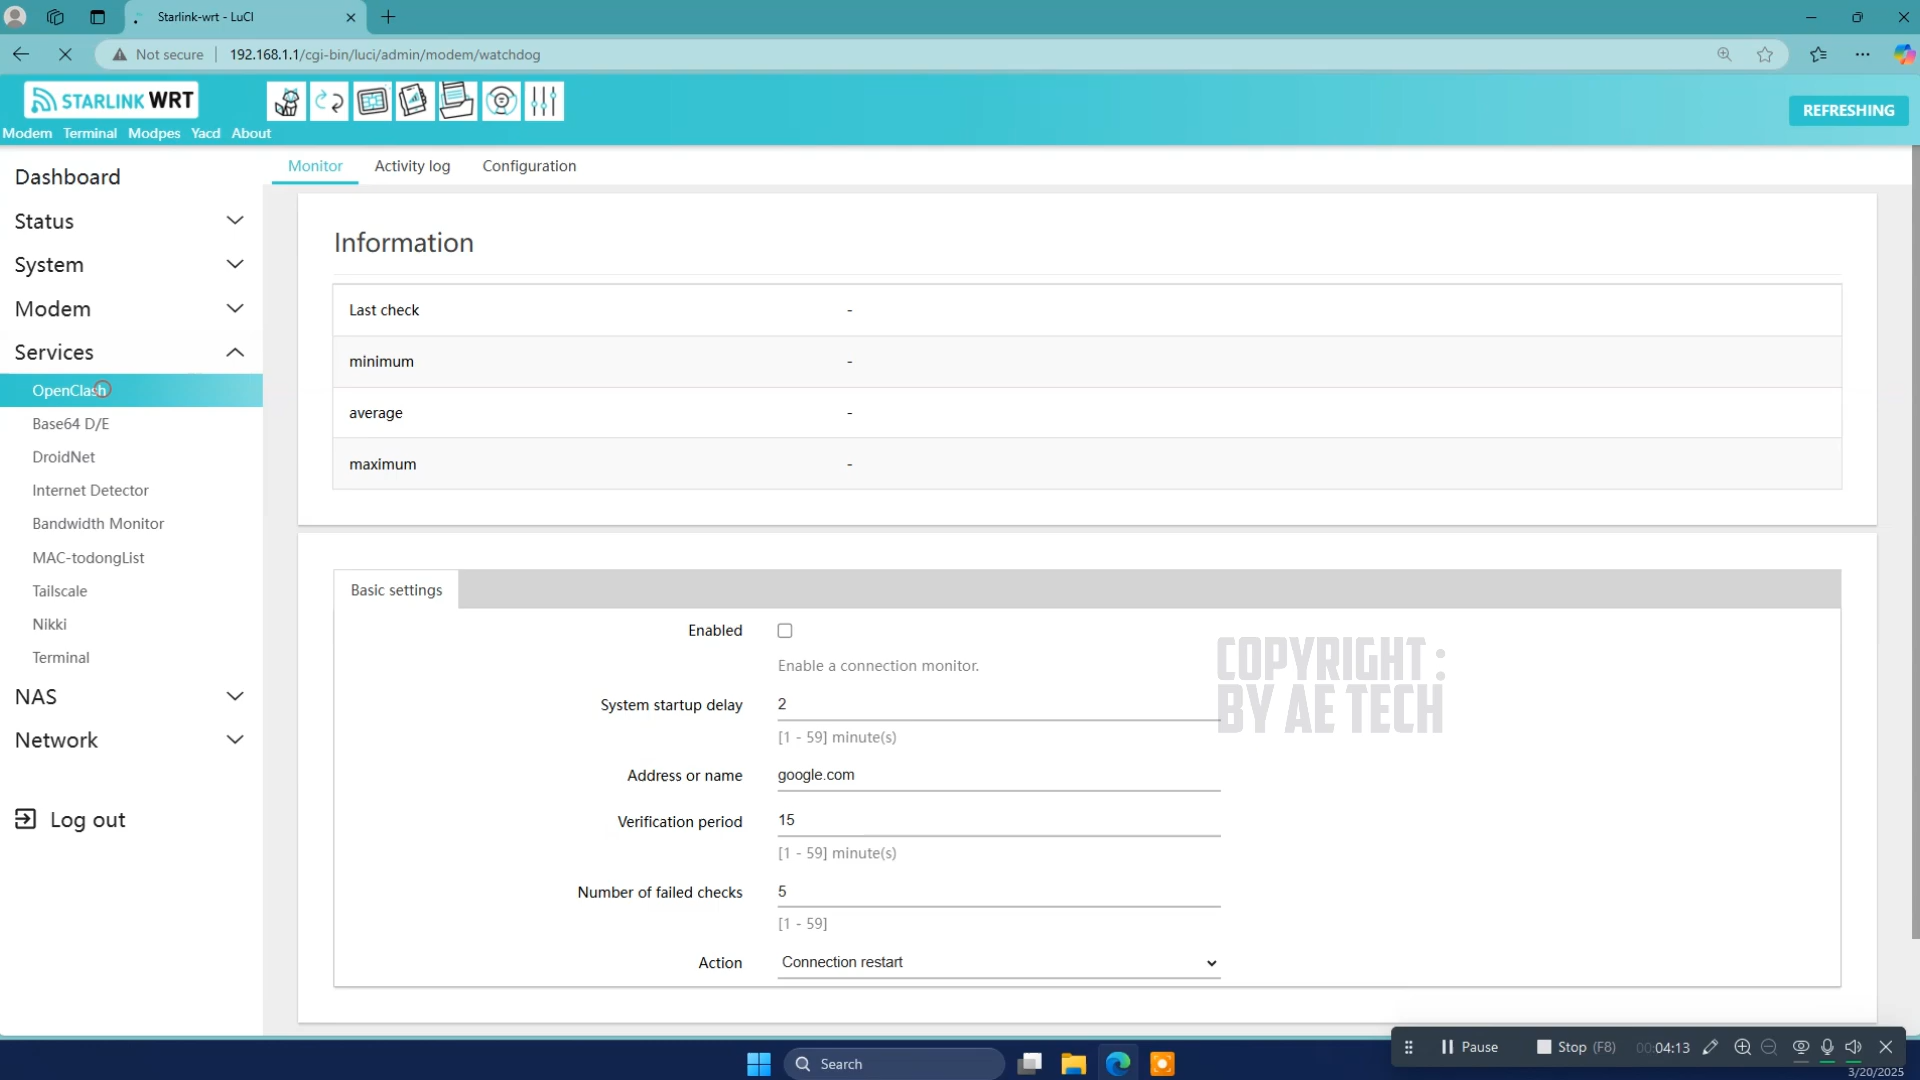 Starlink-wrt - LuCI
Not secure
192.168.1.1/cgi-bin/luci/admin/modem/watchdog
STARLINK WRT
REFRESHING
Modem Terminal Modpes Yacd About
Monitor
Activity log
Configuration
Dashboard
Status
System
Modem
Services
OpenClash
Base64 D/E
DroidNet
Internet Detector
Bandwidth Monitor
MAC-todongList
Tailscale
Nikki
Terminal
NAS
Network
Log out
Information
Last check -
minimum -
average -
maximum -
Basic settings
Enabled
Enable a connection monitor.
System startup delay 2
[1 - 59] minute(s)
Address or name google.com
Verification period 15
[1 - 59] minute(s)
Number of failed checks 5
[1 - 59]
Action Connection restart
COPYRIGHT :
BY AE TECH
Pause
Stop (F8)
00:04:13
Search
3/20/2025